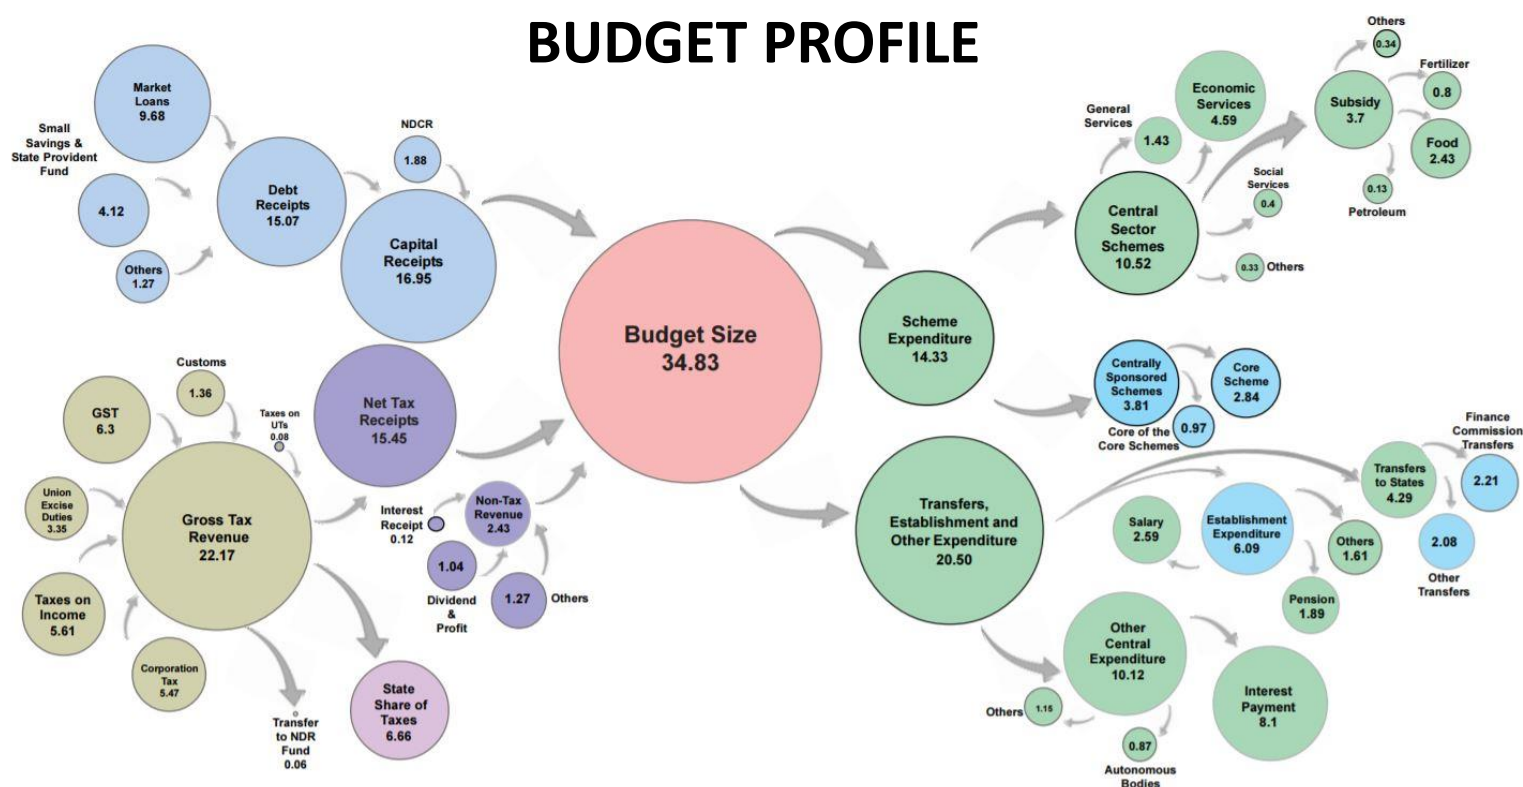 BUDGET PROFILE
Market
Loans
9.68
Small
Savings &
State Provident
Fund
4.12
Others
1.27
Debt
Receipts
15.07
NDCR
1.88
Capital
Receipts
16.95
Customs
1.36
GST
6.3
Taxes on
UTs
0.08
Union
Excise
Duties
3.35
Taxes on
Income
5.61
Corporation
Tax
5.47
Gross Tax
Revenue
22.17
Net Tax
Receipts
15.45
Transfer
to NDR
Fund
0.06
State
Share of
Taxes
6.66
Interest
Receipt
0.12
Non-Tax
Revenue
2.43
1.04
Dividend
&
Profit
1.27
Others
Budget Size
34.83
Scheme
Expenditure
14.33
Transfers,
Establishment and
Other Expenditure
20.50
Central
Sector
Schemes
10.52
General
Services
1.43
Economic
Services
4.59
Subsidy
3.7
Others
0.34
Fertilizer
0.8
Food
2.43
0.13
Petroleum
Social
Services
0.4
0.33 Others
Centrally
Sponsored
Schemes
3.81
Core
Scheme
2.84
Core of the
Core Schemes
0.97
Transfers
to States
4.29
Finance
Commission
Transfers
2.21
2.08
Other
Transfers
Establishment
Expenditure
6.09
Salary
2.59
Others
1.61
Pension
1.89
Other
Central
Expenditure
10.12
Interest
Payment
8.1
Others 1.15
0.87
Autonomous
Bodies